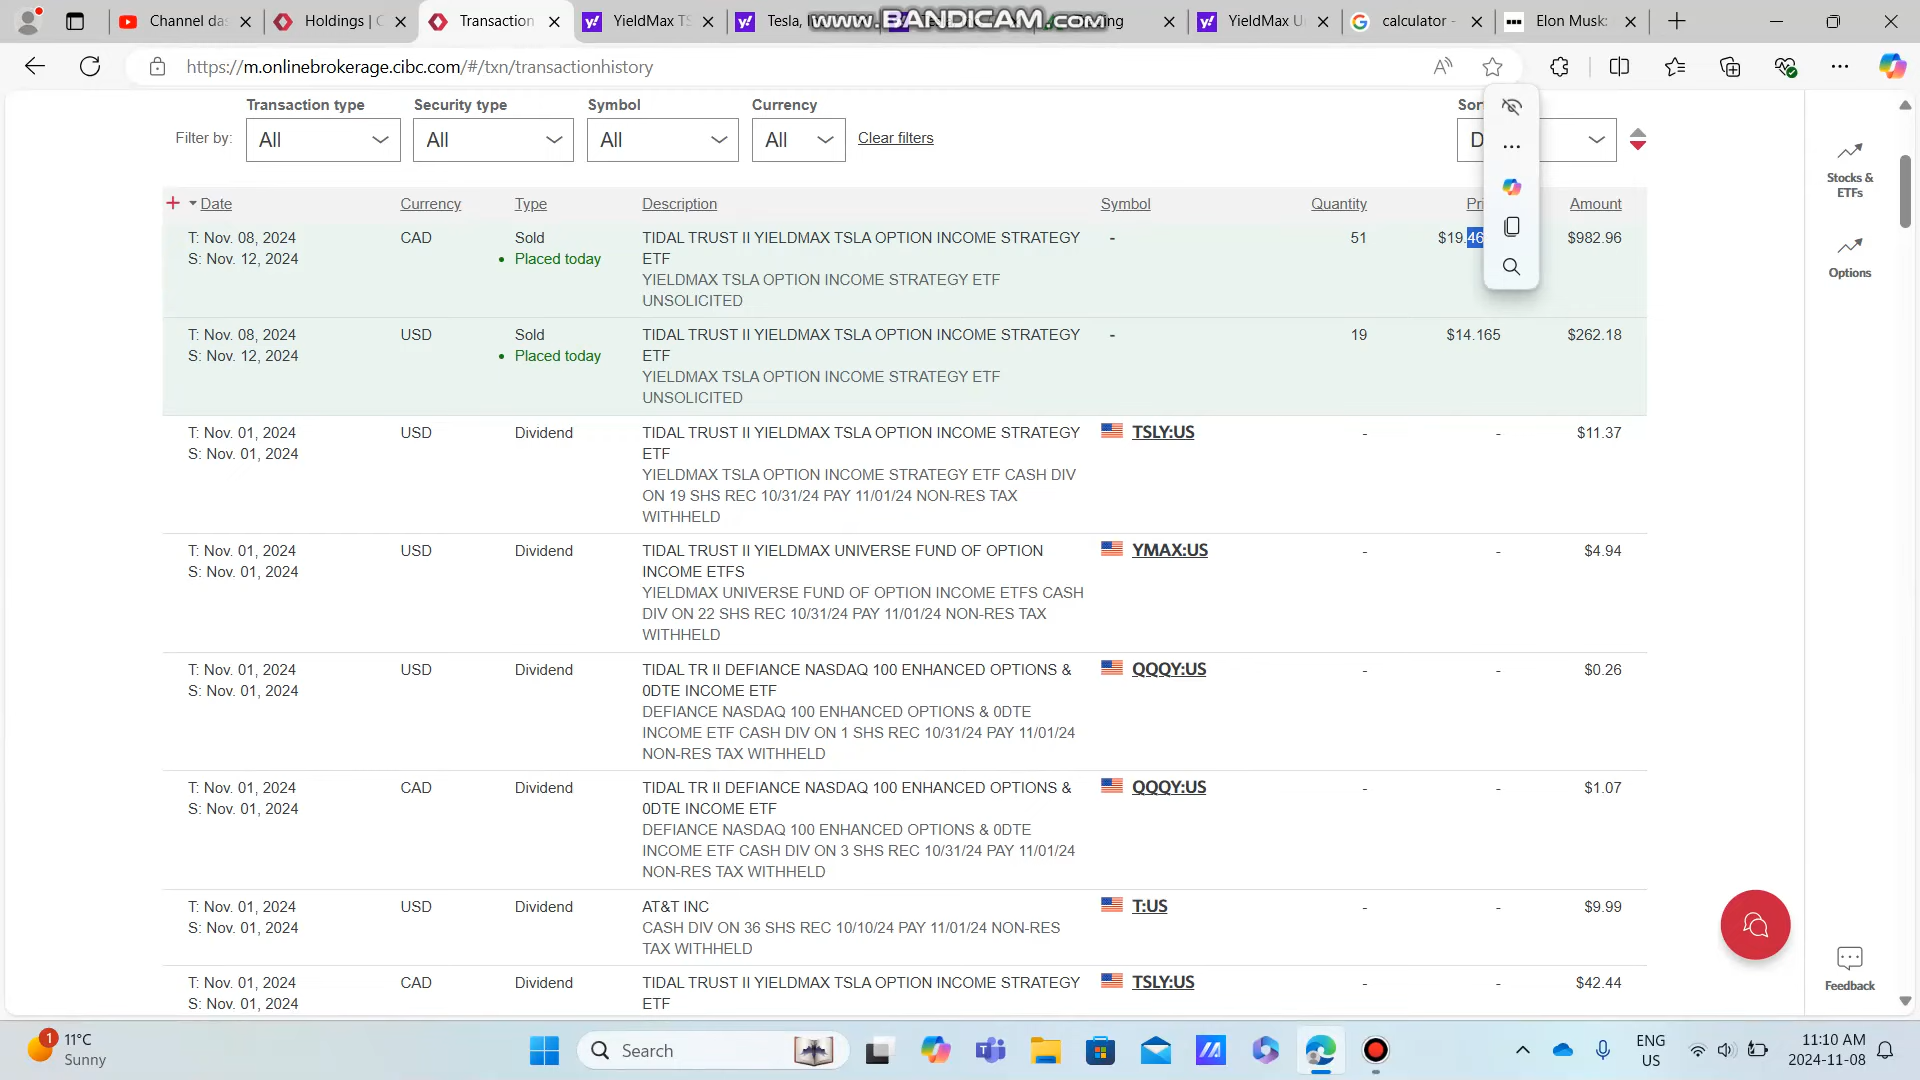 Channel da
Holdings | C
Transaction
YieldMax TS
Tesla, I
www.BANDICAM.com
YieldMax U
calculator -
Elon Musk:
https://m.onlinebrokerage.cibc.com/#/txn/transactionhistory
Transaction type
Security type
Symbol
Currency
Sor
Filter by:
All
All
All
All
Clear filters
D
Date
Currency
Type
Description
Symbol
Quantity
Pri
Amount
T: Nov. 08, 2024
S: Nov. 12, 2024
CAD
Sold
Placed today
TIDAL TRUST II YIELDMAX TSLA OPTION INCOME STRATEGY
ETF
YIELDMAX TSLA OPTION INCOME STRATEGY ETF
UNSOLICITED
-
51
$19.46
$982.96
T: Nov. 08, 2024
S: Nov. 12, 2024
USD
Sold
Placed today
TIDAL TRUST II YIELDMAX TSLA OPTION INCOME STRATEGY
ETF
YIELDMAX TSLA OPTION INCOME STRATEGY ETF
UNSOLICITED
-
19
$14.165
$262.18
T: Nov. 01, 2024
S: Nov. 01, 2024
USD
Dividend
TIDAL TRUST II YIELDMAX TSLA OPTION INCOME STRATEGY
ETF
YIELDMAX TSLA OPTION INCOME STRATEGY ETF CASH DIV
ON 19 SHS REC 10/31/24 PAY 11/01/24 NON-RES TAX
WITHHELD
TSLY:US
-
-
$11.37
T: Nov. 01, 2024
S: Nov. 01, 2024
USD
Dividend
TIDAL TRUST II YIELDMAX UNIVERSE FUND OF OPTION
INCOME ETFS
YIELDMAX UNIVERSE FUND OF OPTION INCOME ETFS CASH
DIV ON 22 SHS REC 10/31/24 PAY 11/01/24 NON-RES TAX
WITHHELD
YMAX:US
-
-
$4.94
T: Nov. 01, 2024
S: Nov. 01, 2024
USD
Dividend
TIDAL TR II DEFIANCE NASDAQ 100 ENHANCED OPTIONS &
0DTE INCOME ETF
DEFIANCE NASDAQ 100 ENHANCED OPTIONS & 0DTE
INCOME ETF CASH DIV ON 1 SHS REC 10/31/24 PAY 11/01/24
NON-RES TAX WITHHELD
QQQY:US
-
-
$0.26
T: Nov. 01, 2024
S: Nov. 01, 2024
CAD
Dividend
TIDAL TR II DEFIANCE NASDAQ 100 ENHANCED OPTIONS &
0DTE INCOME ETF
DEFIANCE NASDAQ 100 ENHANCED OPTIONS & 0DTE
INCOME ETF CASH DIV ON 3 SHS REC 10/31/24 PAY 11/01/24
NON-RES TAX WITHHELD
QQQY:US
-
-
$1.07
T: Nov. 01, 2024
S: Nov. 01, 2024
USD
Dividend
AT&T INC
CASH DIV ON 36 SHS REC 10/10/24 PAY 11/01/24 NON-RES
TAX WITHHELD
T:US
-
-
$9.99
T: Nov. 01, 2024
S: Nov. 01, 2024
CAD
Dividend
TIDAL TRUST II YIELDMAX TSLA OPTION INCOME STRATEGY
ETF
TSLY:US
-
-
$42.44
Stocks &
ETFs
Options
Feedback
1
11°C
Sunny
Search
ENG
US
11:10 AM
2024-11-08